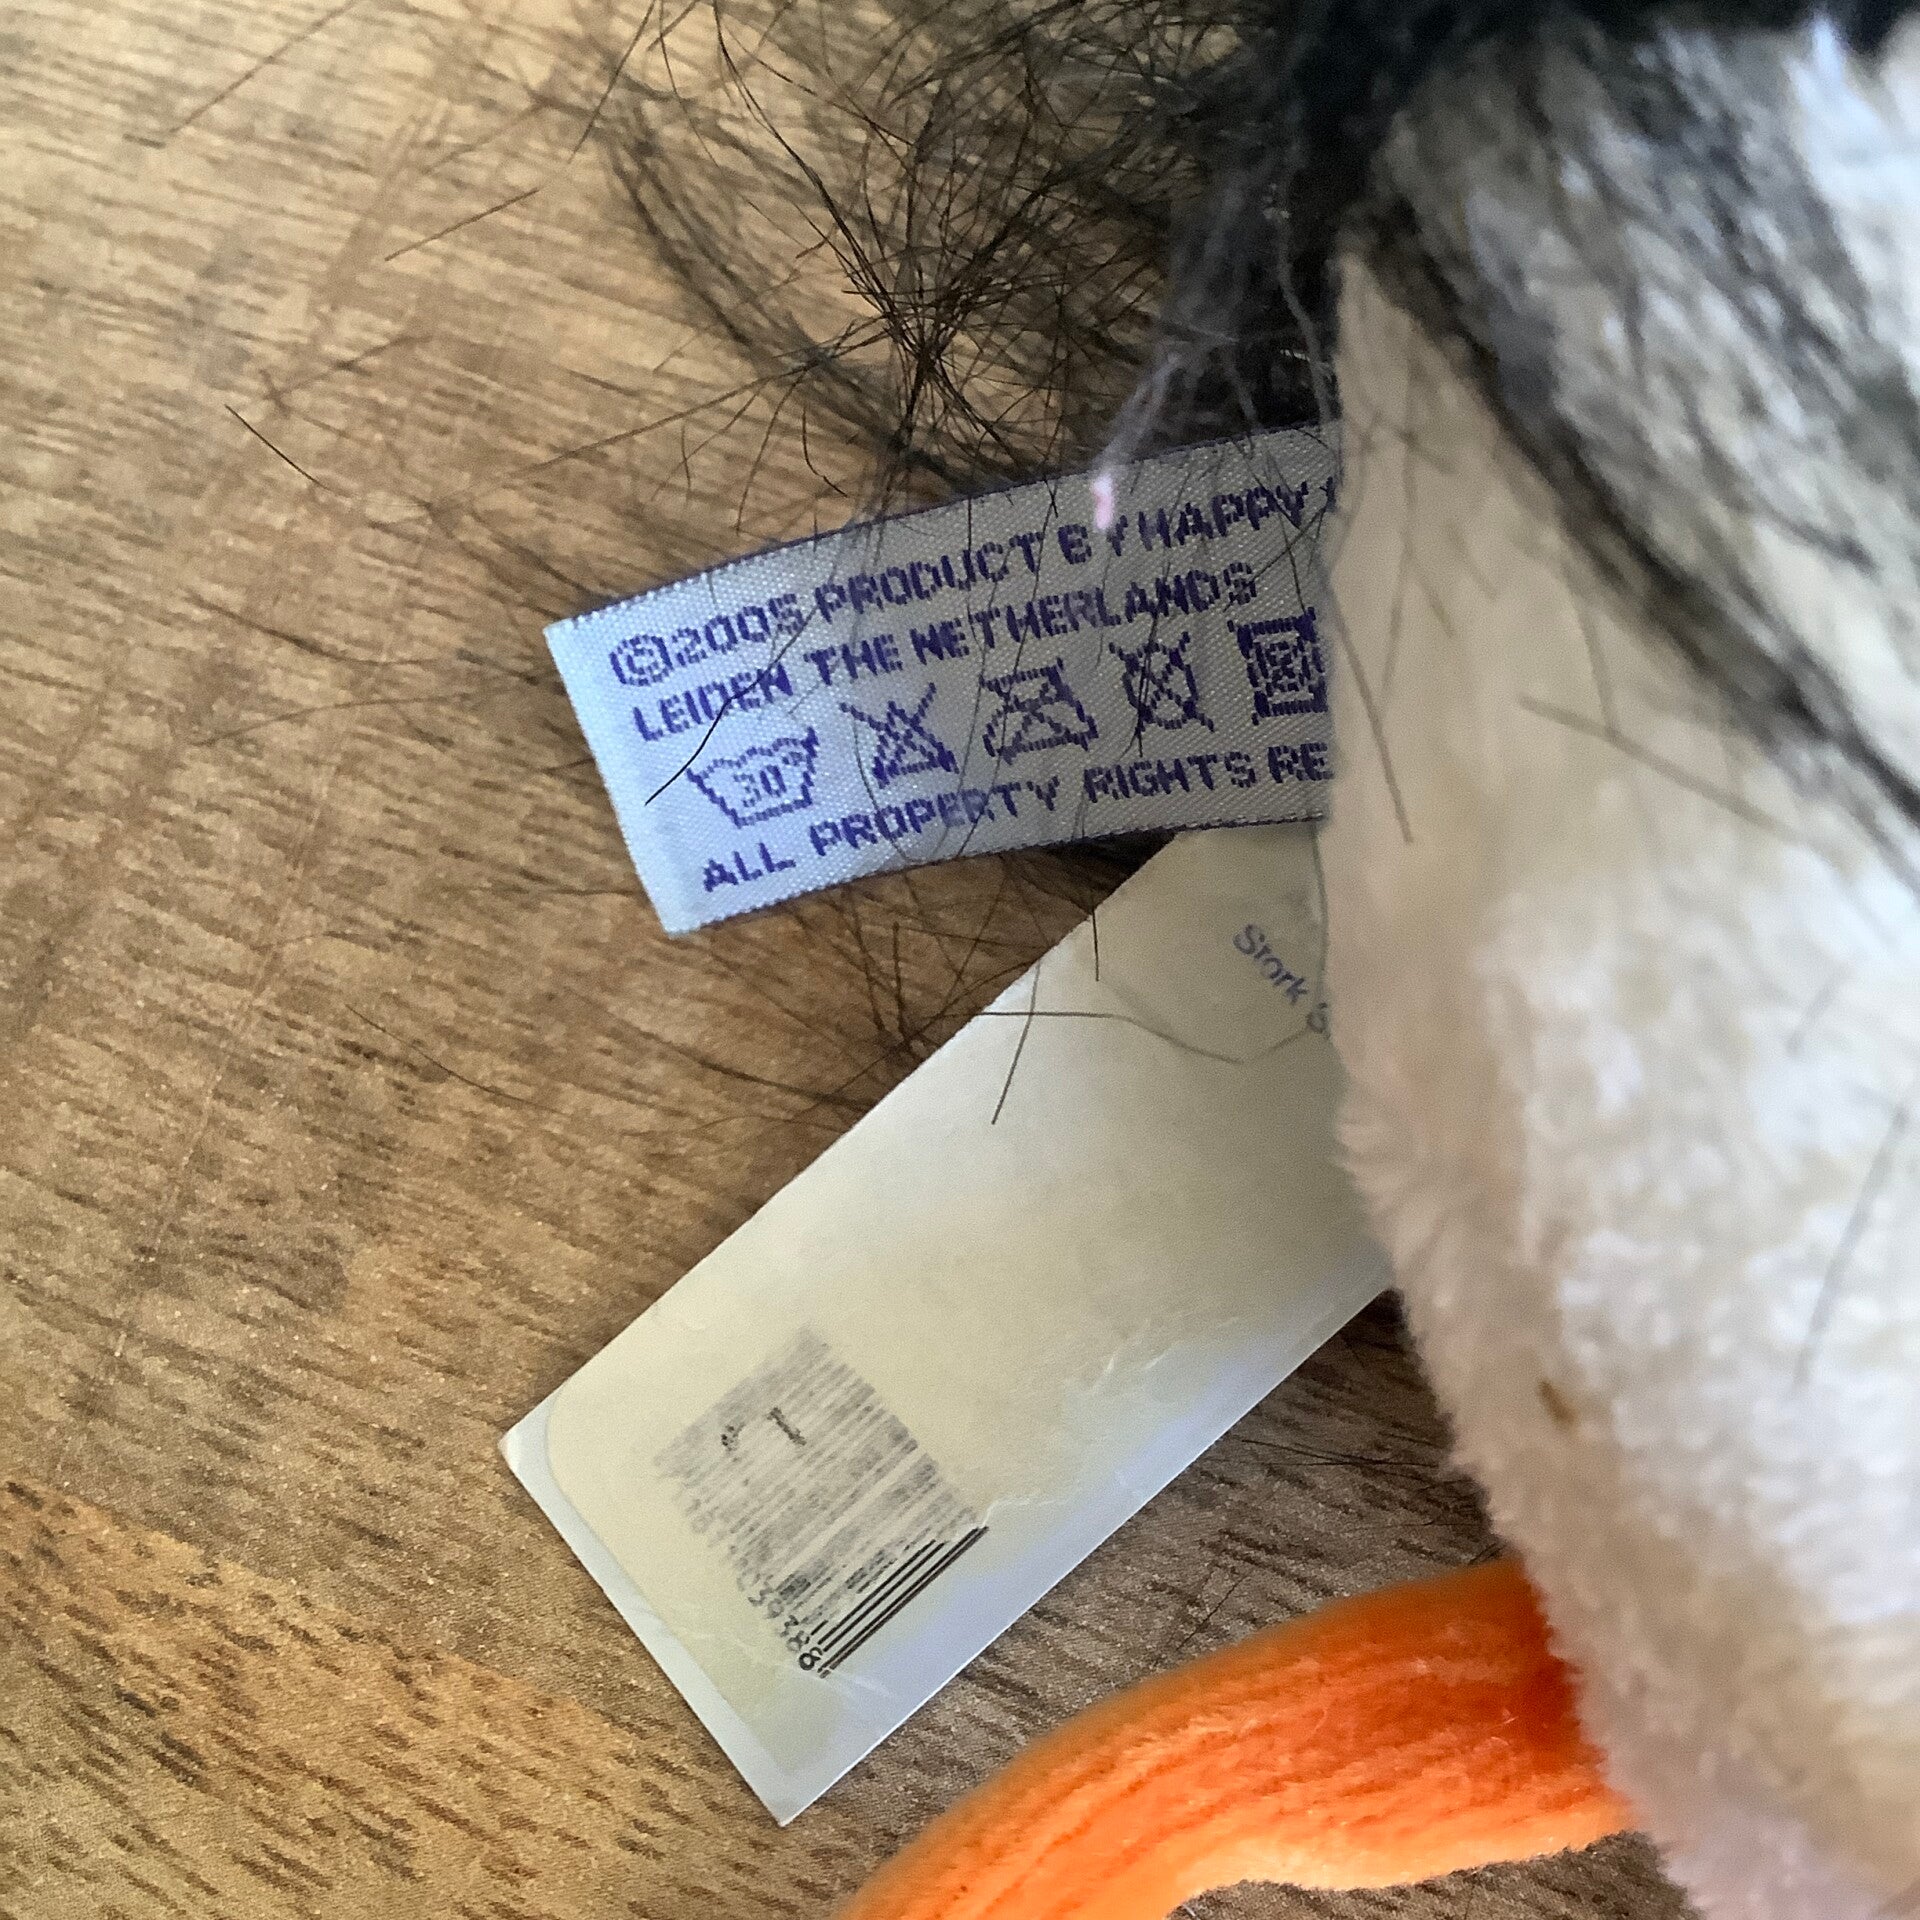 ©2005 PRODUCT BY HAPPY
LEIDEN THE NETHERLANDS
30°
ALL PROPERTY RIGHTS RE
Stork